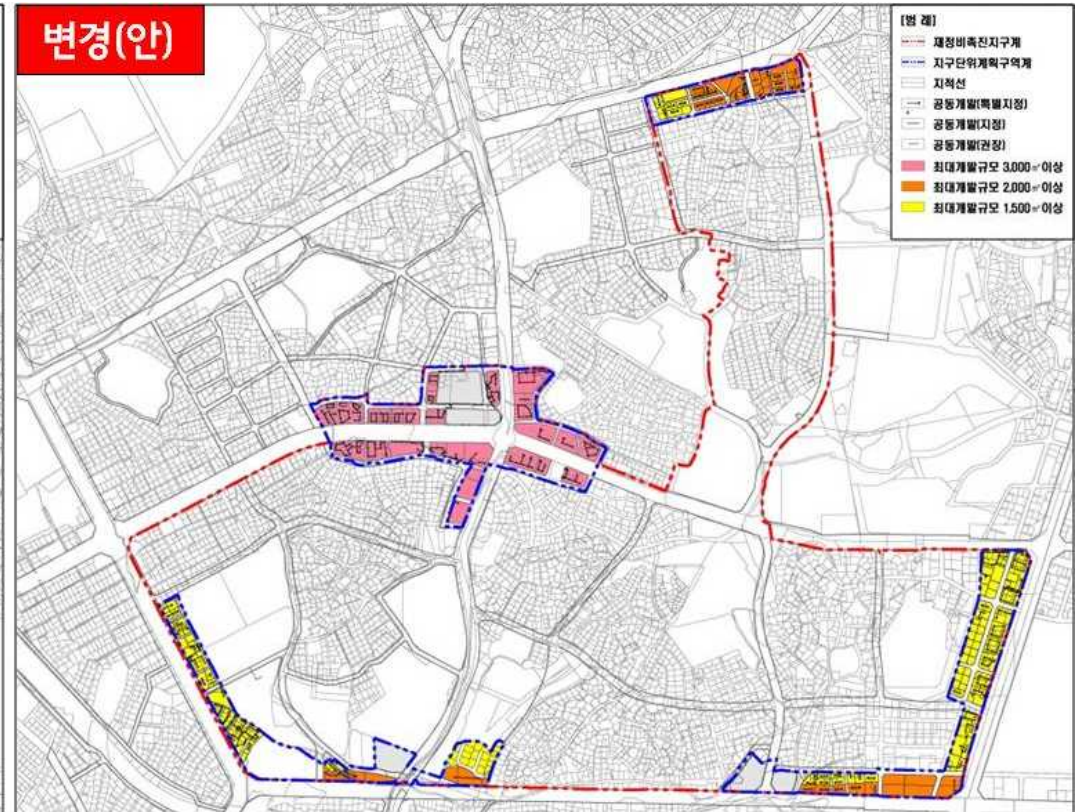 변경(안)
[범 례]
재정비촉진지구계
지구단위계획구역계
지적선
공동개발(특별지정)
공동개발(지정)
공동개발(권장)
최대개발규모 3,000㎡이상
최대개발규모 2,000㎡이상
최대개발규모 1,500㎡이상